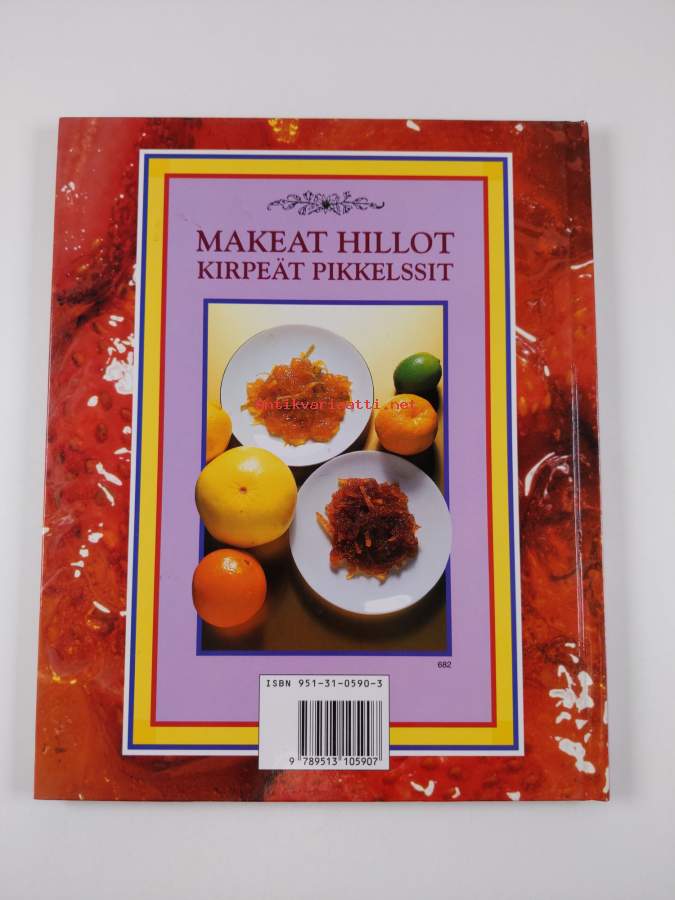 MAKEAT HILLOT
KIRPEÄT PIKKELSSIT
antikvariaatti.net
682
ISBN 951-31-0590-3
9 789513 105907